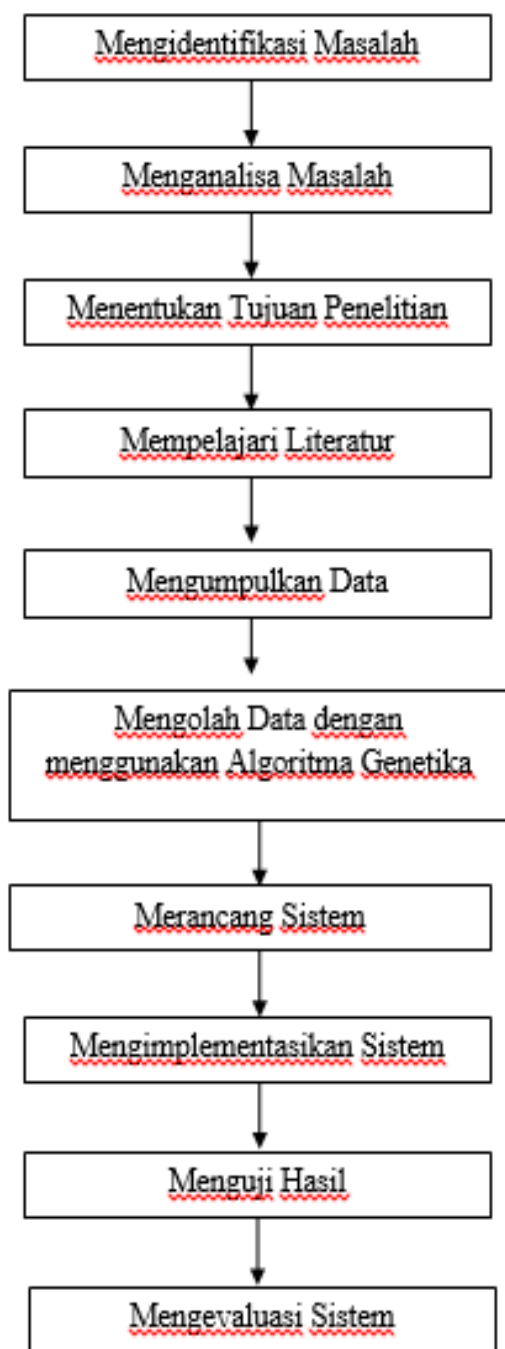 Mengidentifikasi Masalah
Menganalisa Masalah
Menentukan Tujuan Penelitian
Mempelajari Literatur
Mengumpulkan Data
Mengolah Data dengan
menggunakan Algoritma Genetika
Merancang Sistem
Mengimplementasikan Sistem
Menguji Hasil
Mengevaluasi Sistem